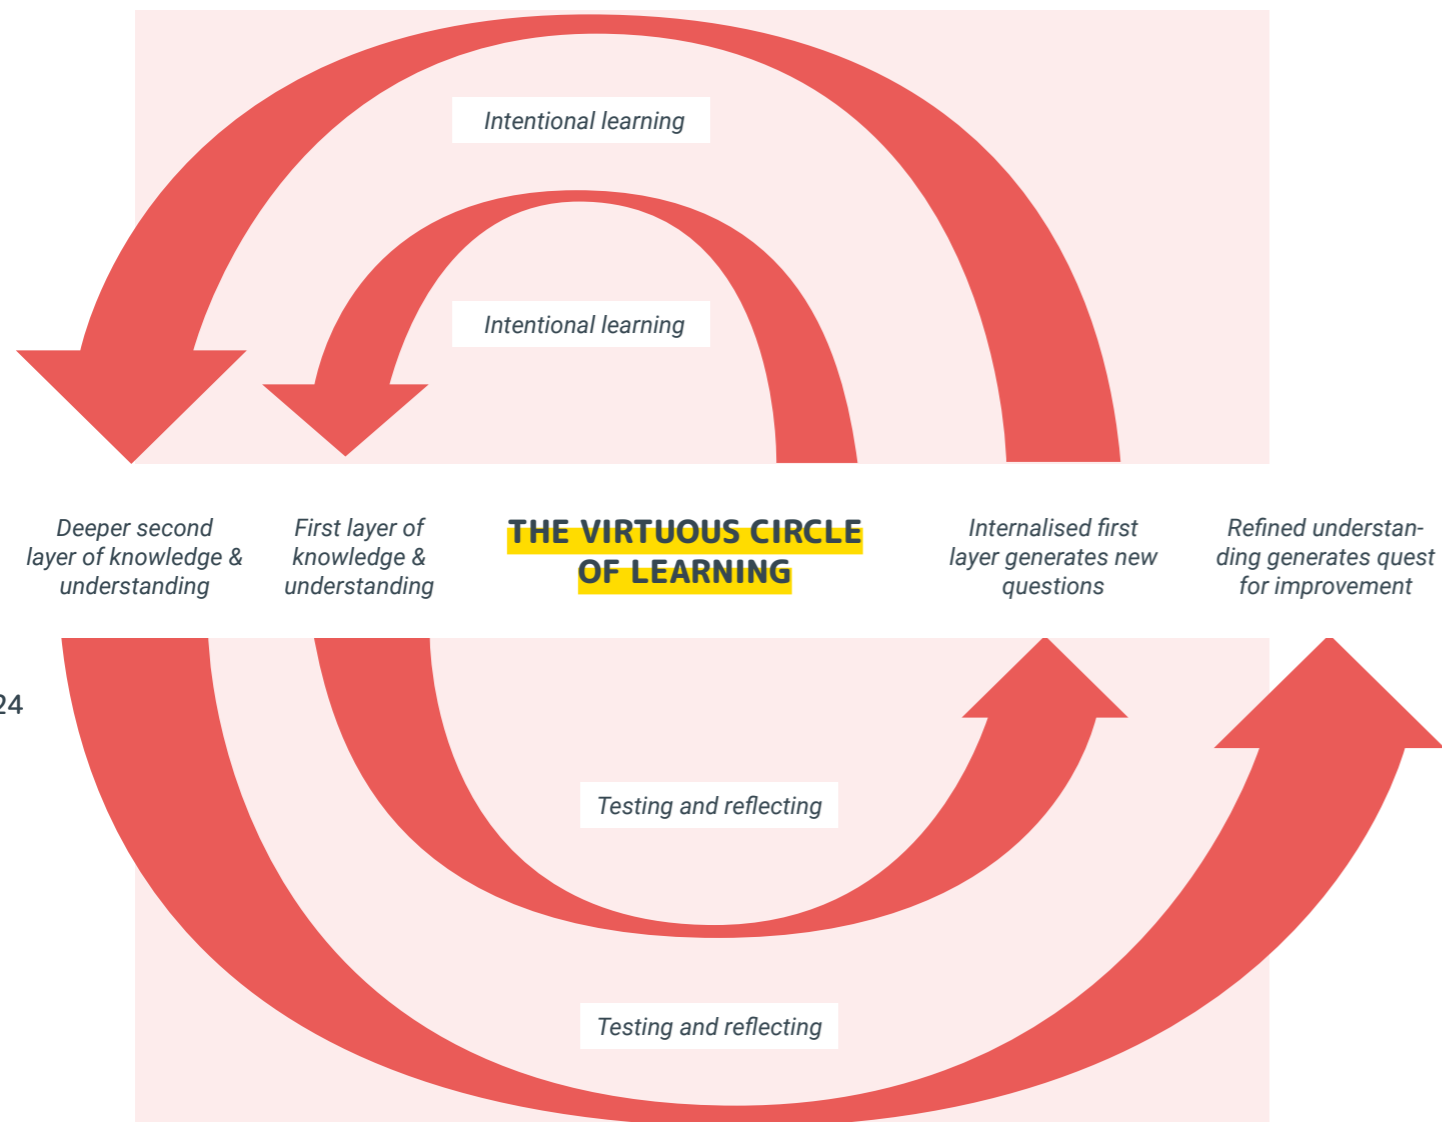 Intentional learning
Intentional learning
Deeper second
layer of knowledge &
understanding
First layer of
knowledge &
understanding
THE VIRTUOUS CIRCLE
OF LEARNING
Internalised first
layer generates new
questions
Refined understan-
ding generates quest
for improvement
24
Testing and reflecting
Testing and reflecting